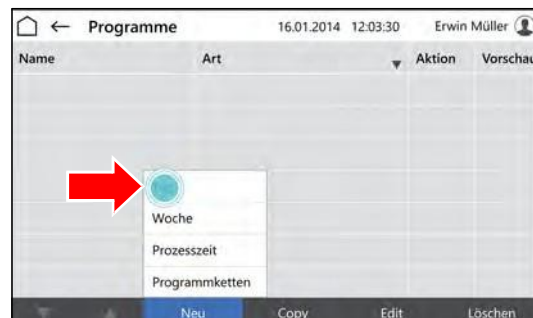 Programme 16.01.2014 12:03:30 Erwin Müller
Name Art Aktion Vorschau
Woche
Prozesszeit
Programmketten
Neu Copy Edit Löschen